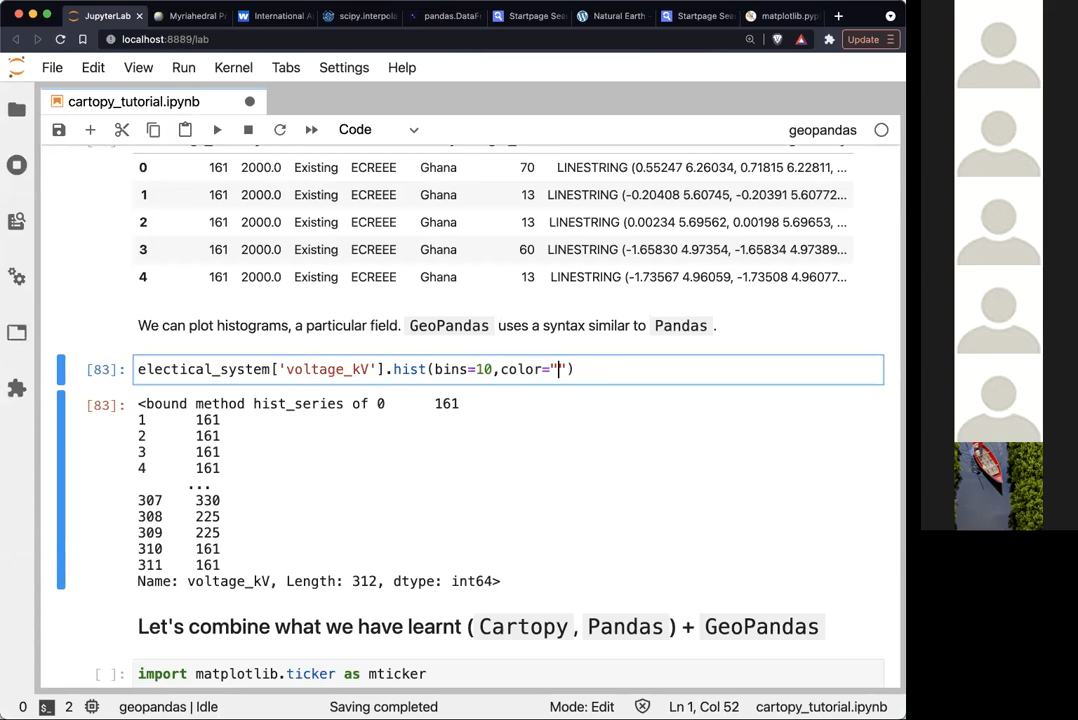 JupyterLab
Myriahedral P
International A
scipy.interpola
pandas.DataF
Startpage Sear
Natural Earth -
Startpage Sear
matplotlib.pyp
localhost:8889/lab
Update
File Edit View Run Kernel Tabs Settings Help
cartopy_tutorial.ipynb
Code
geopandas
0 161 2000.0 Existing ECREEE Ghana 70 LINESTRING (0.55247 6.26034, 0.71815 6.22811, ...
1 161 2000.0 Existing ECREEE Ghana 13 LINESTRING (-0.20408 5.60745, -0.20391 5.60772...
2 161 2000.0 Existing ECREEE Ghana 13 LINESTRING (0.00234 5.69562, 0.00198 5.69653, ...
3 161 2000.0 Existing ECREEE Ghana 60 LINESTRING (-1.65830 4.97354, -1.65834 4.97389...
4 161 2000.0 Existing ECREEE Ghana 13 LINESTRING (-1.73567 4.96059, -1.73508 4.96077...
We can plot histograms, a particular field. GeoPandas uses a syntax similar to Pandas .
[83]: electical_system['voltage_kV'].hist(bins=10,color="")
[83]: <bound method hist_series of 0 161
1 161
2 161
3 161
4 161
...
307 330
308 225
309 225
310 161
311 161
Name: voltage_kV, Length: 312, dtype: int64>
Let's combine what we have learnt ( Cartopy , Pandas ) + GeoPandas
[ ]: import matplotlib.ticker as mticker
0 2 geopandas | Idle Saving completed Mode: Edit Ln 1, Col 52 cartopy_tutorial.ipynb